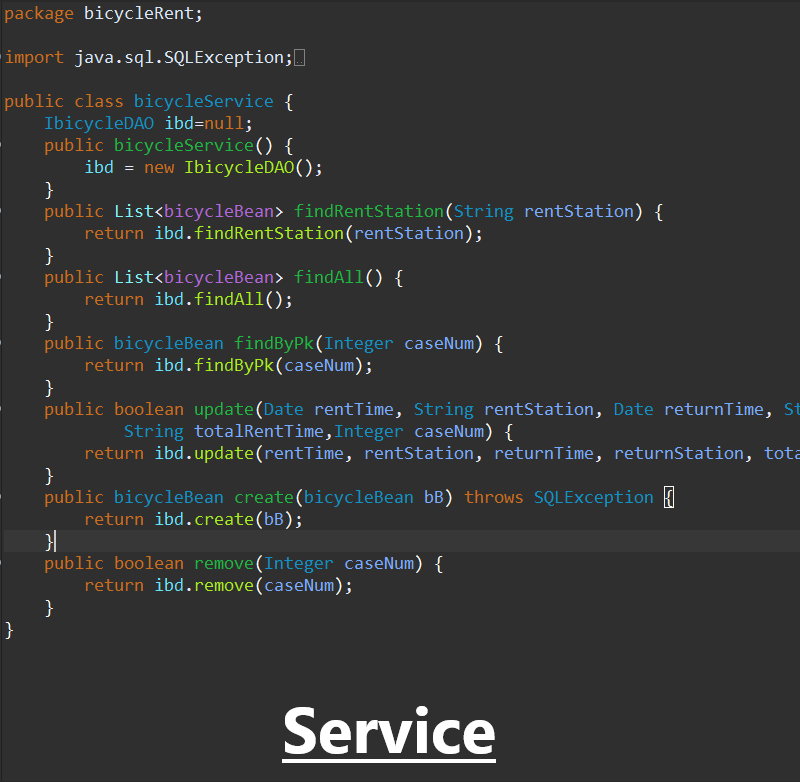 package bicycleRent;
import java.sql.SQLException;
public class bicycleService {
    IbicycleDAO ibd=null;
    public bicycleService() {
        ibd = new IbicycleDAO();
    }
    public List<bicycleBean> findRentStation(String rentStation) {
        return ibd.findRentStation(rentStation);
    }
    public List<bicycleBean> findAll() {
        return ibd.findAll();
    }
    public bicycleBean findByPk(Integer caseNum) {
        return ibd.findByPk(caseNum);
    }
    public boolean update(Date rentTime, String rentStation, Date returnTime, St
            String totalRentTime,Integer caseNum) {
        return ibd.update(rentTime, rentStation, returnTime, returnStation, tota
    }
    public bicycleBean create(bicycleBean bB) throws SQLException {
        return ibd.create(bB);
    }
    public boolean remove(Integer caseNum) {
        return ibd.remove(caseNum);
    }
}
Service